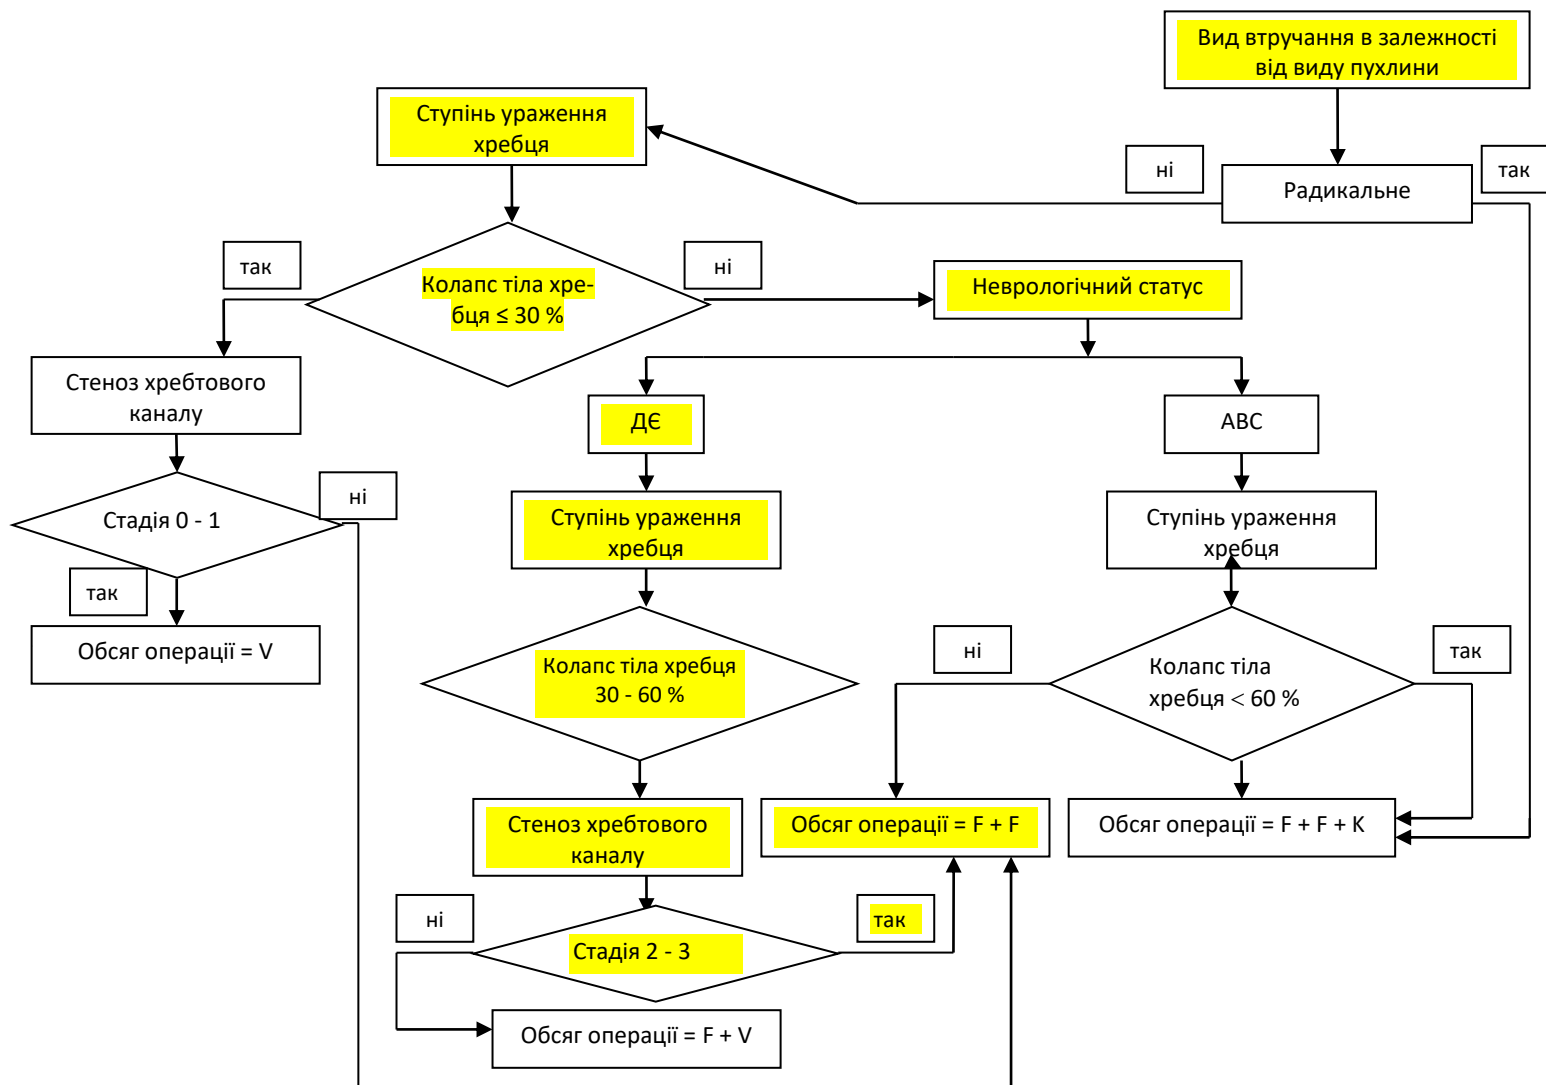 Вид втручання в залежності
від виду пухлини
Ступінь ураження
хребця
ні
так
Радикальне
так
Колапс тіла хре-
бця ≤ 30 %
ні
Неврологічний статус
Стеноз хребтового
каналу
ДЄ
АВС
Стадія 0 - 1
ні
Ступінь ураження
хребця
Ступінь ураження
хребця
так
Обсяг операції = V
Колапс тіла хребця
30 - 60 %
ні
Колапс тіла
хребця < 60 %
так
Стеноз хребтового
каналу
Обсяг операції = F + F
Обсяг операції = F + F + K
ні
Стадія 2 - 3
так
Обсяг операції = F + V